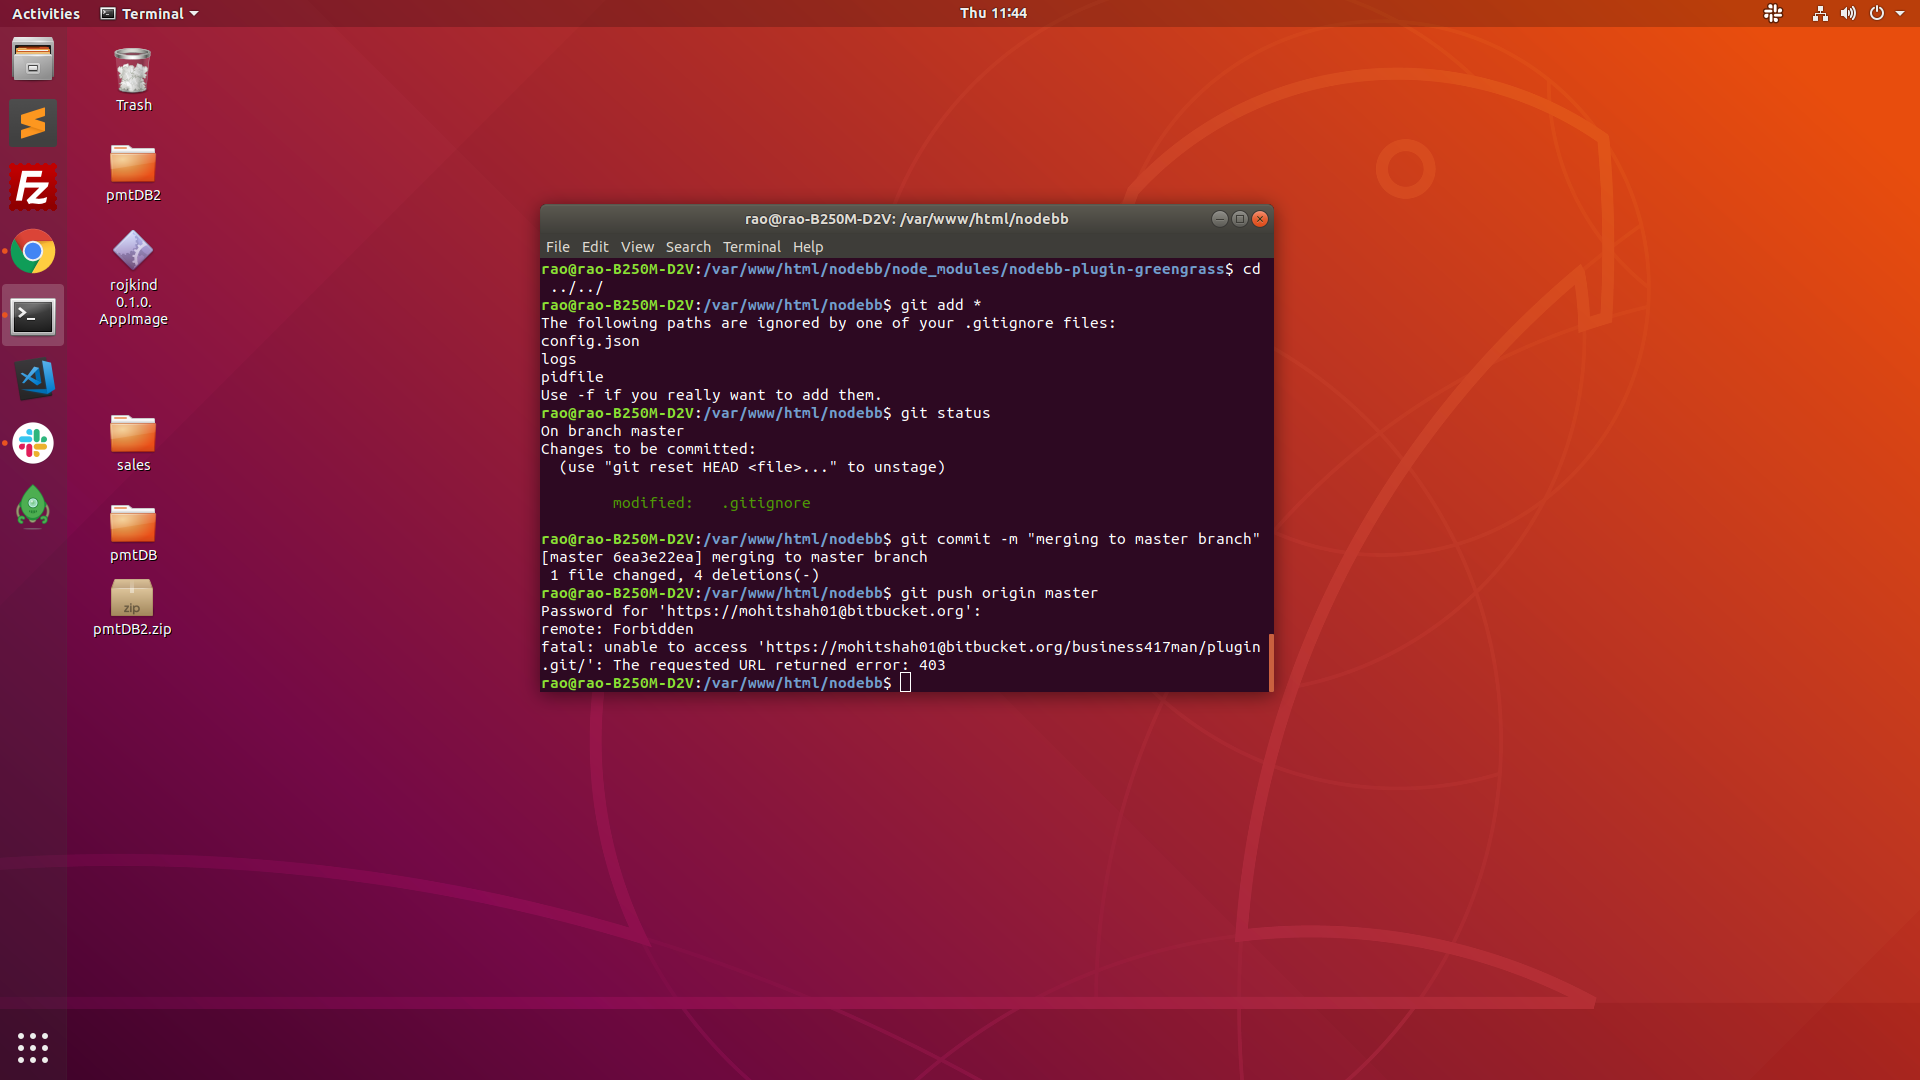 Activities
Terminal
Thu 11:44
Trash
pmtDB2
rojkind
0.1.0.
AppImage
sales
pmtDB
zip
pmtDB2.zip
rao@rao-B250M-D2V: /var/www/html/nodebb
File Edit View Search Terminal Help
rao@rao-B250M-D2V:/var/www/html/nodebb/node_modules/nodebb-plugin-greengrass$ cd
../../
rao@rao-B250M-D2V:/var/www/html/nodebb$ git add *
The following paths are ignored by one of your .gitignore files:
config.json
logs
pidfile
Use -f if you really want to add them.
rao@rao-B250M-D2V:/var/www/html/nodebb$ git status
On branch master
Changes to be committed:
(use "git reset HEAD <file>..." to unstage)
modified: .gitignore
rao@rao-B250M-D2V:/var/www/html/nodebb$ git commit -m "merging to master branch"
[master 6ea3e22ea] merging to master branch
1 file changed, 4 deletions(-)
rao@rao-B250M-D2V:/var/www/html/nodebb$ git push origin master
Password for 'https://mohitshah01@bitbucket.org':
remote: Forbidden
fatal: unable to access 'https://mohitshah01@bitbucket.org/business417man/plugin
.git/': The requested URL returned error: 403
rao@rao-B250M-D2V:/var/www/html/nodebb$